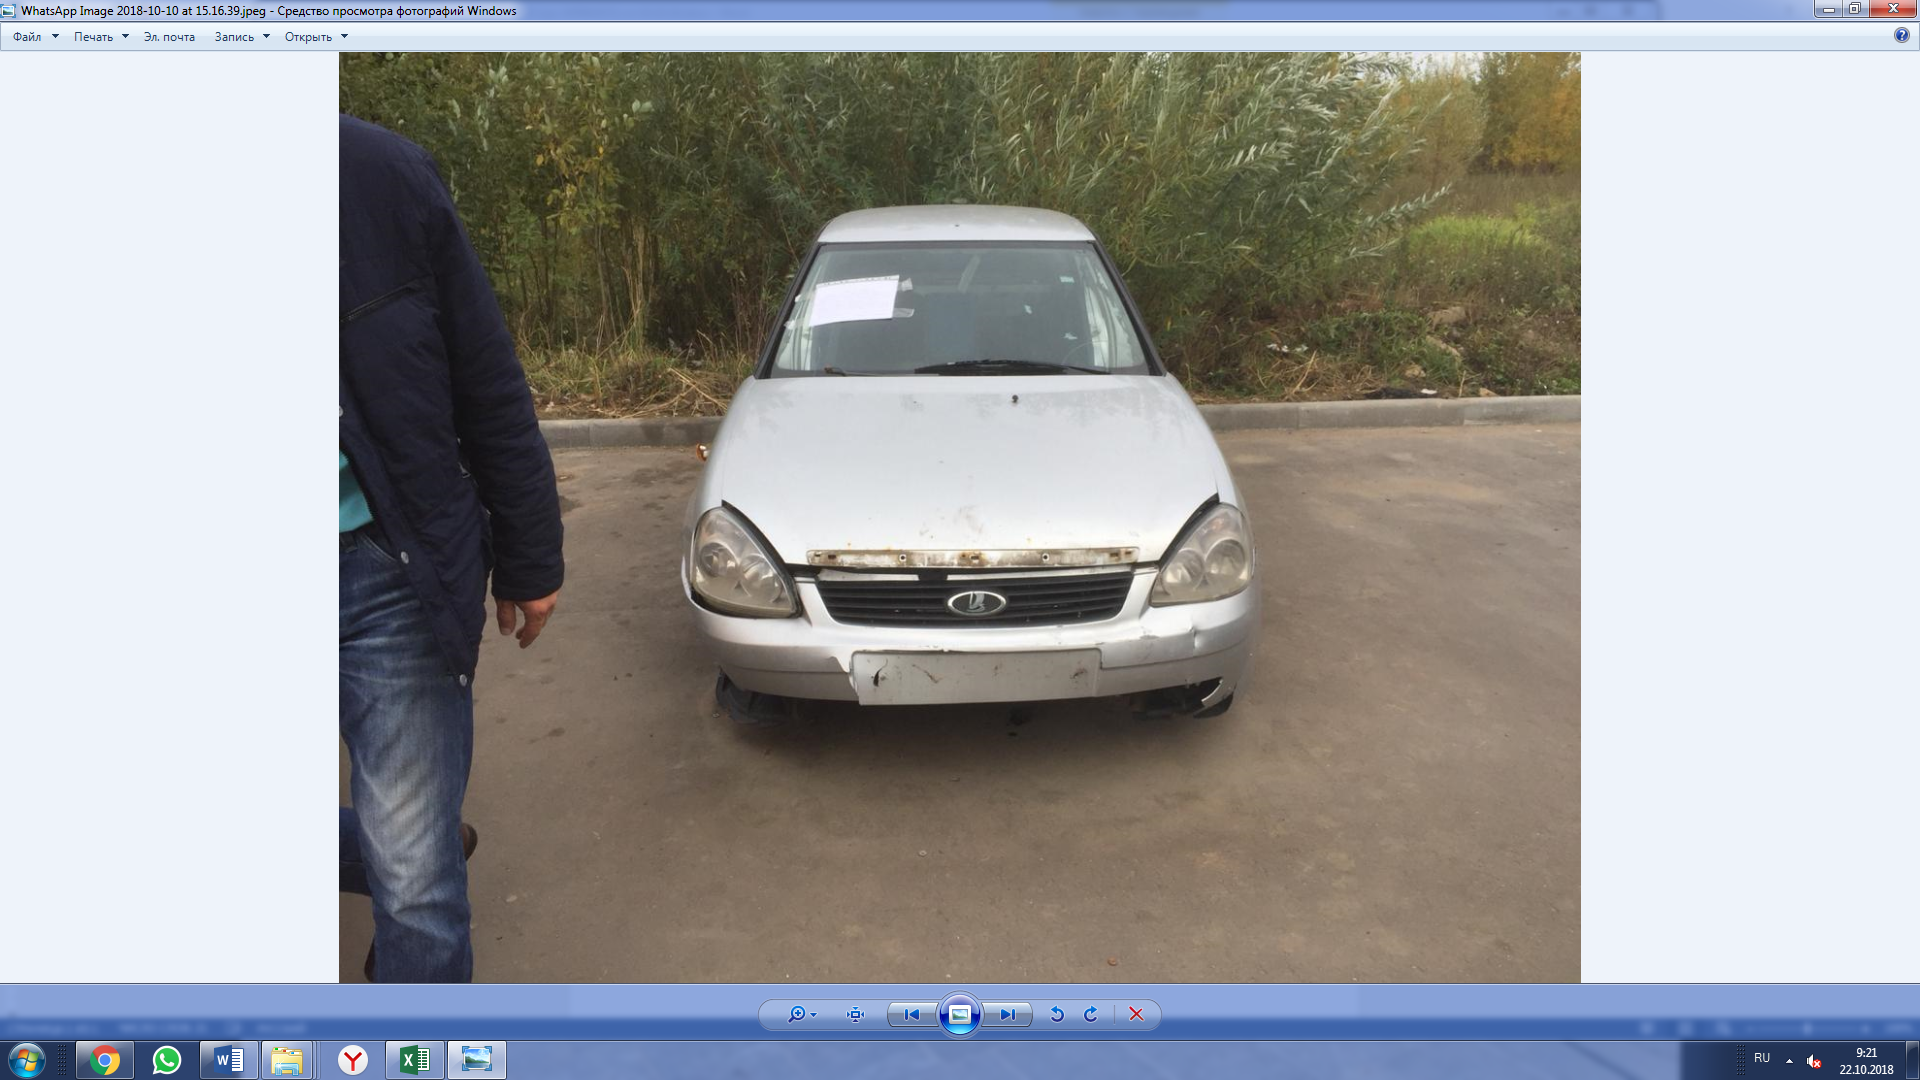 WhatsApp Image 2018-10-10 at 15.16.39.jpeg - Средство просмотра фотографий Windows
Файл Печать Эл. почта Запись Открыть
RU
9:21
22.10.2018